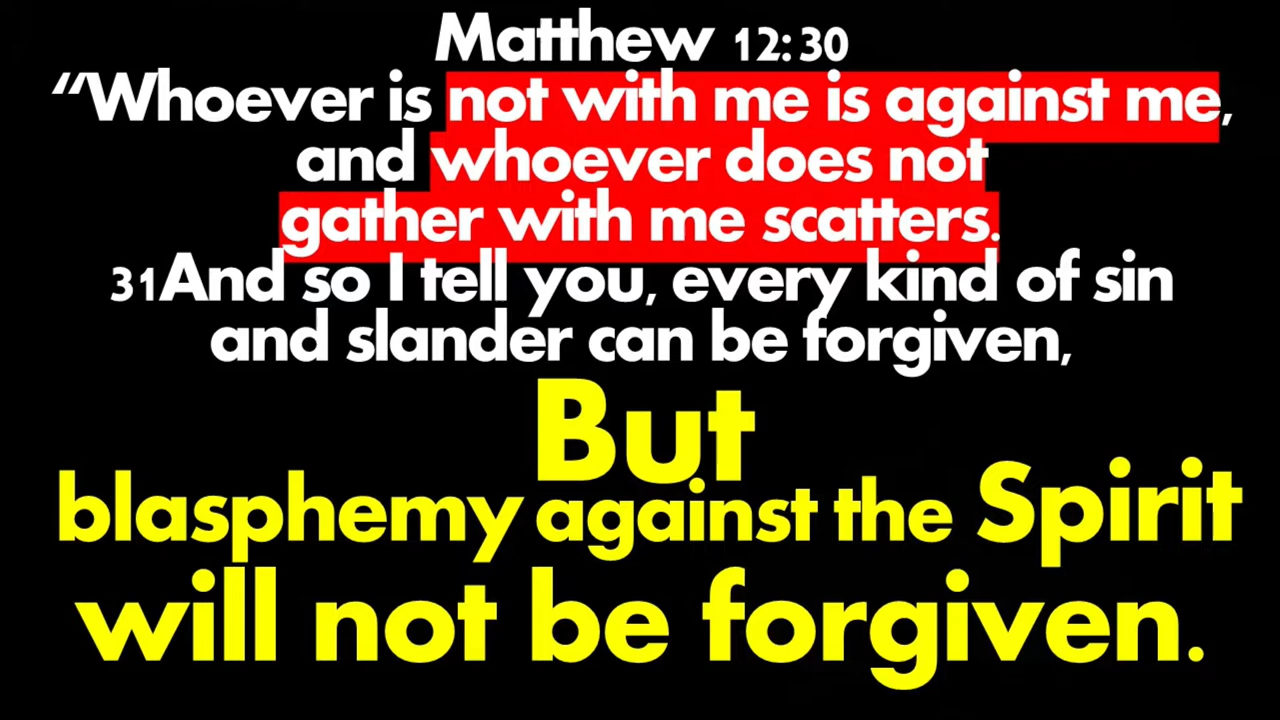 Matthew 12:30
“Whoever is not with me is against me,
and whoever does not
gather with me scatters.
31And so I tell you, every kind of sin
and slander can be forgiven,
But
blasphemy against the Spirit
will not be forgiven.